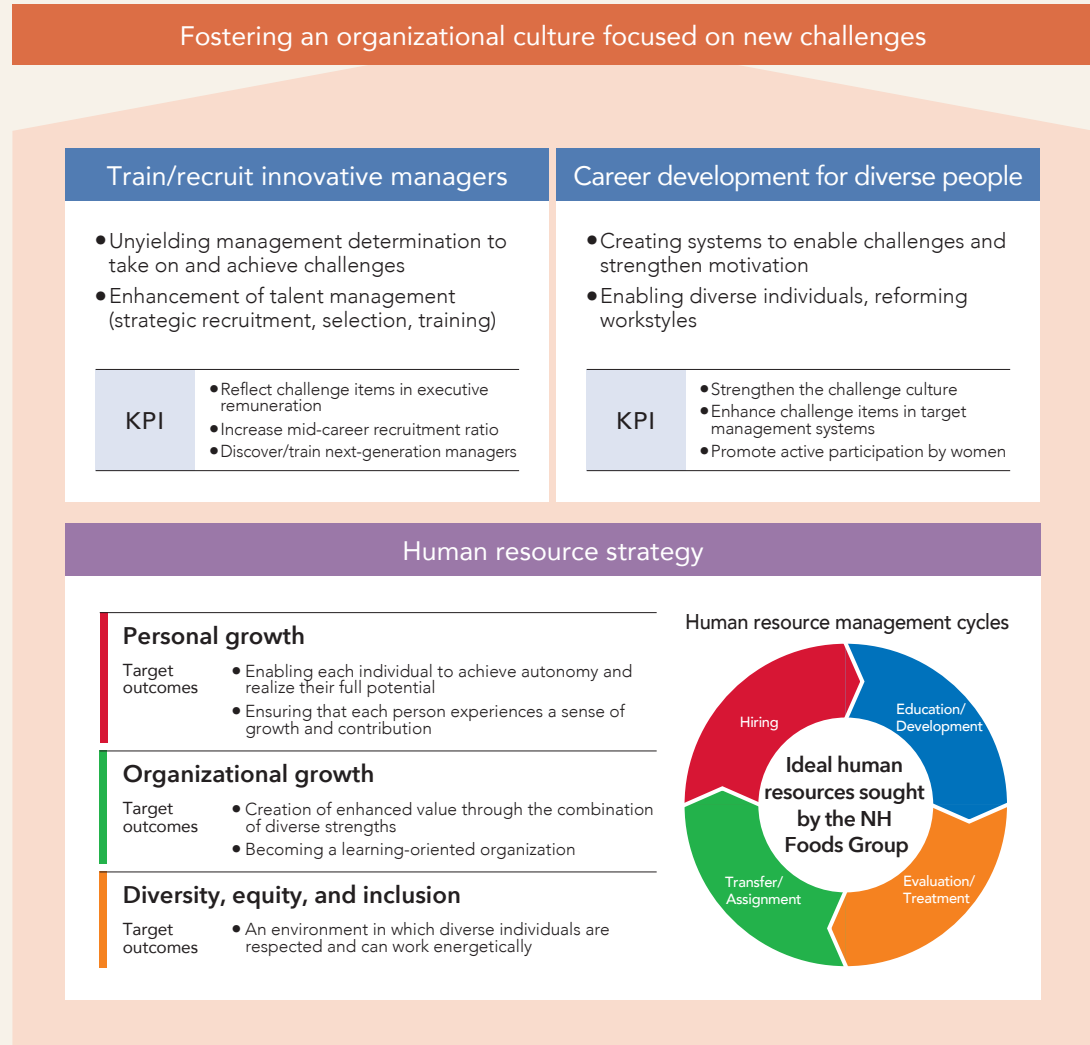 Fostering an organizational culture focused on new challenges
Train/recruit innovative managers
●Unyielding management determination to
take on and achieve challenges
●Enhancement of talent management
(strategic recruitment, selection, training)
KPI
●Reflect challenge items in executive
remuneration
●Increase mid-career recruitment ratio
●Discover/train next-generation managers
Career development for diverse people
●Creating systems to enable challenges and
strengthen motivation
●Enabling diverse individuals, reforming
workstyles
KPI
●Strengthen the challenge culture
●Enhance challenge items in target
management systems
●Promote active participation by women
Human resource strategy
Personal growth
Target
outcomes
● Enabling each individual to achieve autonomy and
realize their full potential
● Ensuring that each person experiences a sense of
growth and contribution
Organizational growth
Target
outcomes
● Creation of enhanced value through the combination
of diverse strengths
● Becoming a learning-oriented organization
Diversity, equity, and inclusion
Target
outcomes
● An environment in which diverse individuals are
respected and can work energetically
Human resource management cycles
Hiring
Education/
Development
Evaluation/
Treatment
Transfer/
Assignment
Ideal human
resources sought
by the NH
Foods Group